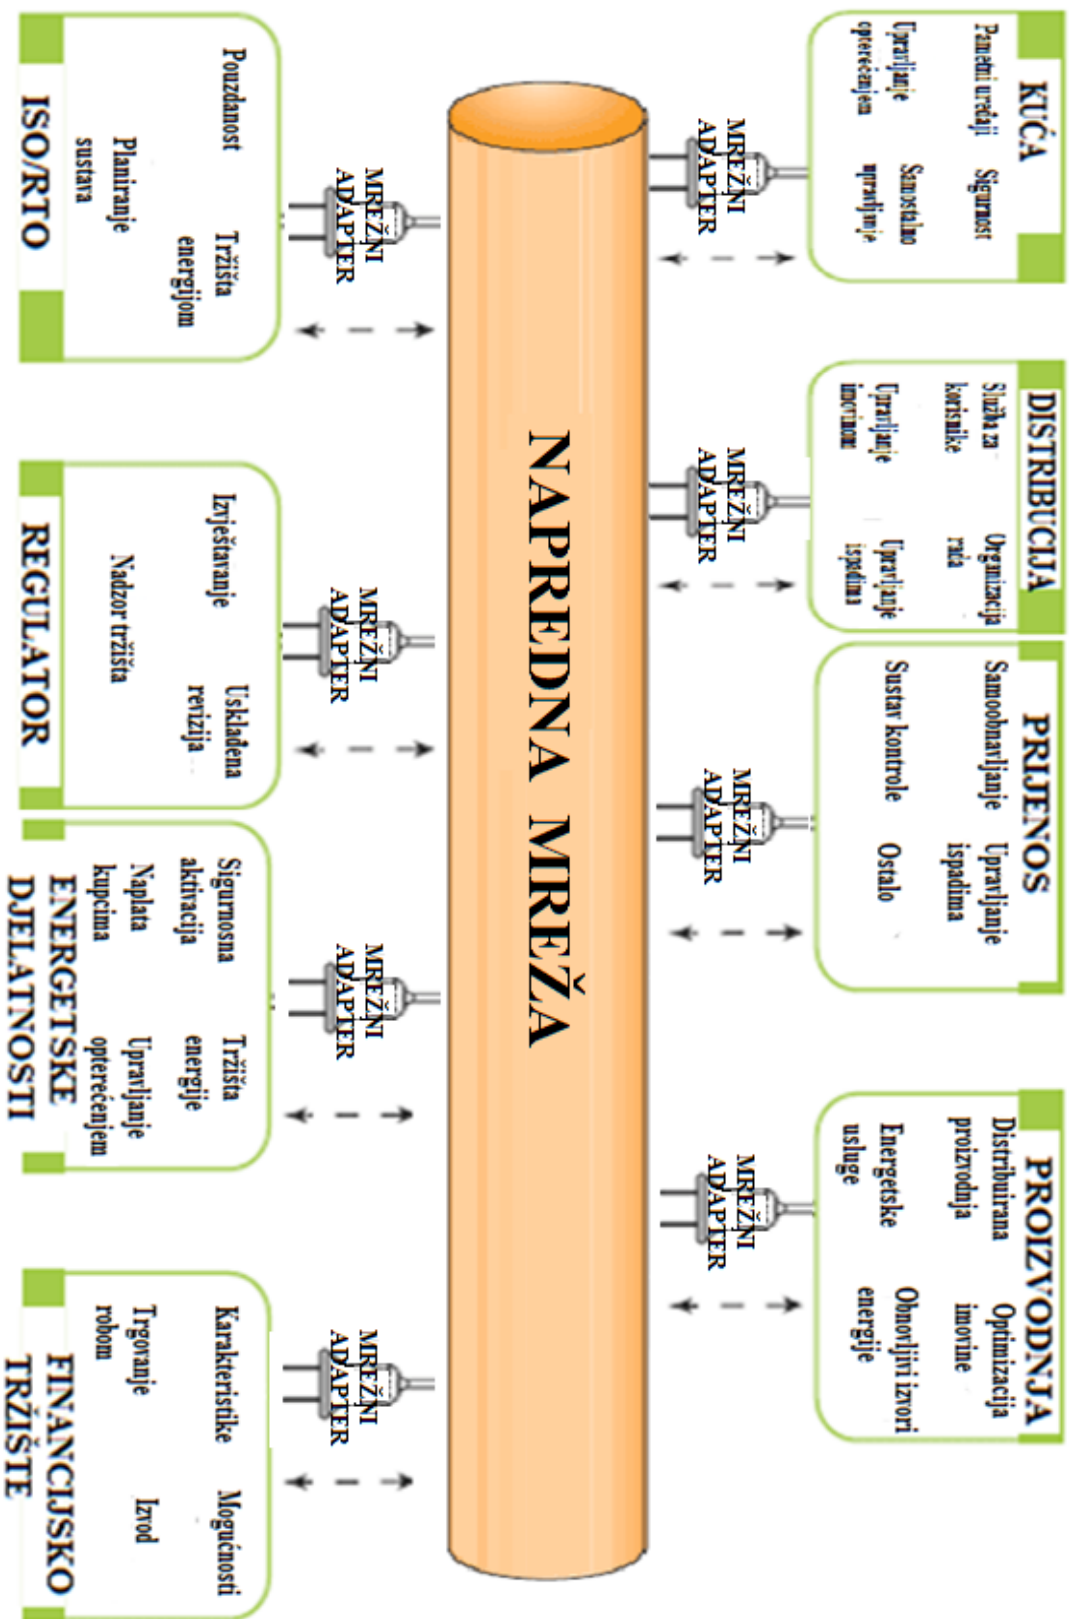 KUĆA
Pametni uređaji
Sigurnost
Upravljanje
opterećenjem
Samostalno
upravljanje
DISTRIBUCIJA
Služba za
korisnike
Organizacija
rada
Upravljanje
imovinom
Upravljanje
ispadima
PRIJENOS
Samoobnavljanje
Upravljanje
ispadima
Sustav kontrole
Ostalo
PROIZVODNJA
Distribuirana
proizvodnja
Optimizacija
imovine
Energetske
usluge
Obnovljivi izvori
energije
MREŽNI
ADAPTER
MREŽNI
ADAPTER
MREŽNI
ADAPTER
MREŽNI
ADAPTER
NAPREDNA MREŽA
MREŽNI
ADAPTER
MREŽNI
ADAPTER
MREŽNI
ADAPTER
MREŽNI
ADAPTER
Pouzdanost
Tržišta
energijom
Planiranje
sustava
ISO/RTO
Izvještavanje
Usklađena
revizija
Nadzor tržišta
REGULATOR
Sigurnosna
aktivacija
Tržišta
energije
Naplata
kupcima
Upravljanje
opterećenjem
ENERGETSKE
DJELATNOSTI
Karakteristike
Mogućnosti
Trgovanje
robom
Izvod
FINANCIJSKO
TRŽIŠTE